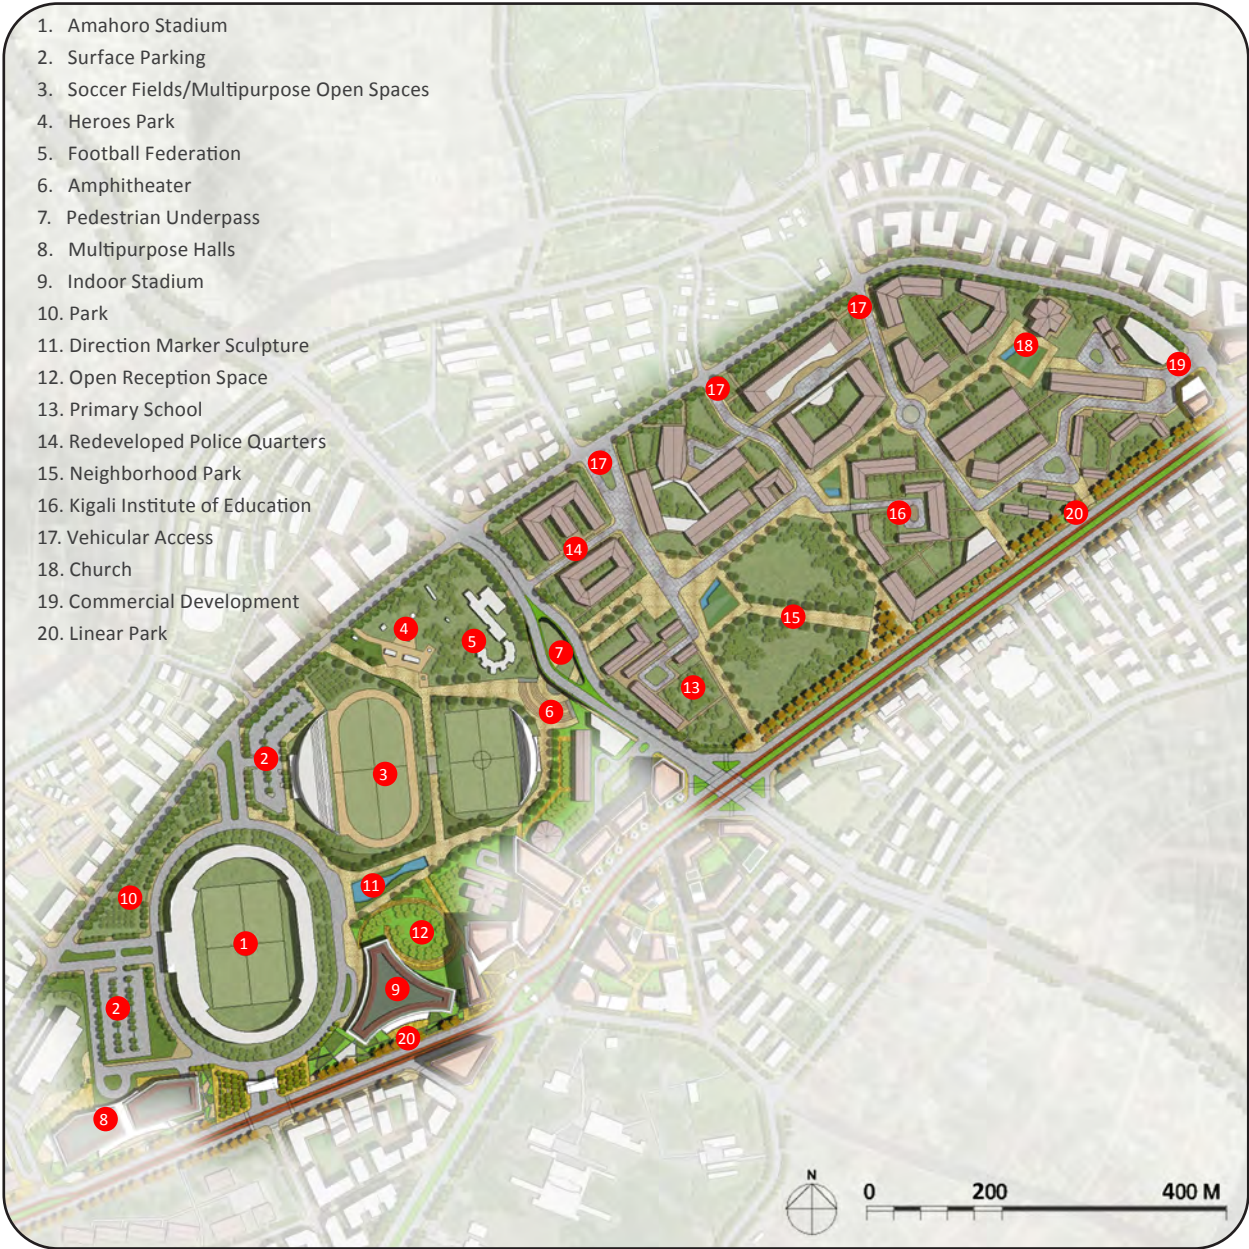 1. Amahoro Stadium
2. Surface Parking
3. Soccer Fields/Multipurpose Open Spaces
4. Heroes Park
5. Football Federation
6. Amphitheater
7. Pedestrian Underpass
8. Multipurpose Halls
9. Indoor Stadium
10. Park
11. Direction Marker Sculpture
12. Open Reception Space
13. Primary School
14. Redeveloped Police Quarters
15. Neighborhood Park
16. Kigali Institute of Education
17. Vehicular Access
18. Church
19. Commercial Development
20. Linear Park
17
18
19
17
17
16
20
14
15
4
5
7
13
6
2
3
11
10
12
1
9
2
20
8
N
0 200 400 M